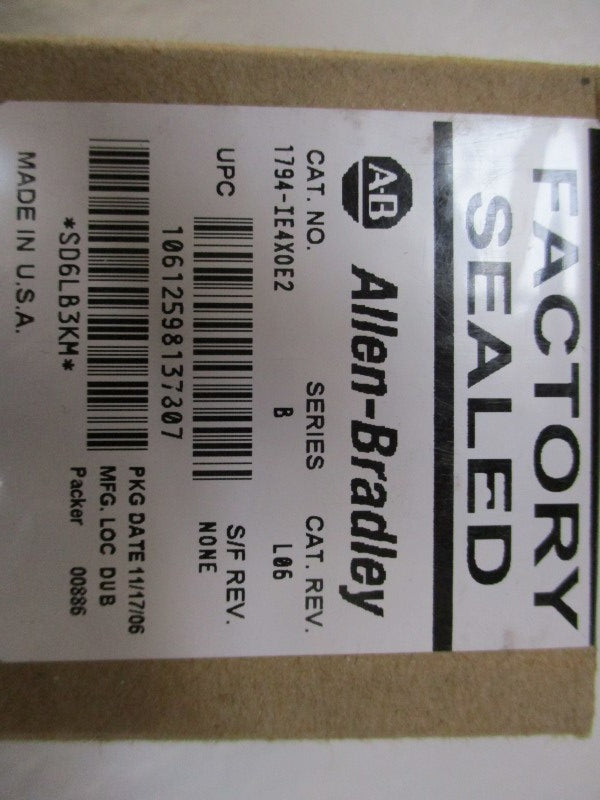 FACTORY
SEALED
A-B Allen-Bradley
CAT. NO. SERIES CAT. REV.
1794-IE4XOE2 B L06
UPC S/F REV.
NONE
10612598137307
PKG DATE 11/17/06
MFG. LOC DUB
Packer 00886
*SD6LB3KM*
MADE IN U.S.A.